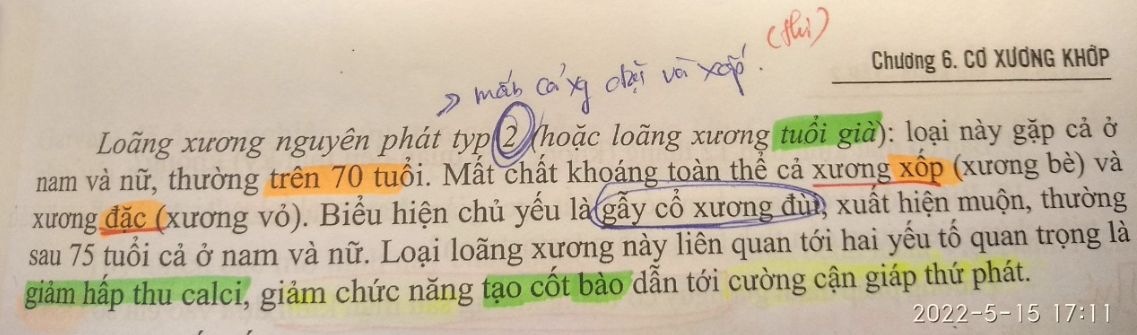 (thi)
Chương 6. CƠ XƯƠNG KHỚP
→ mất cả xg đặc và xốp.
Loãng xương nguyên phát typ 2 (hoặc loãng xương tuổi già): loại này gặp cả ở
nam và nữ, thường trên 70 tuổi. Mất chất khoáng toàn thể cả xương xốp (xương bè) và
xương đặc (xương vỏ). Biểu hiện chủ yếu là gẫy cổ xương đùi, xuất hiện muộn, thường
sau 75 tuổi cả ở nam và nữ. Loại loãng xương này liên quan tới hai yếu tố quan trọng là
giảm hấp thu calci, giảm chức năng tạo cốt bào dẫn tới cường cận giáp thứ phát.
2022-5-15 17:11